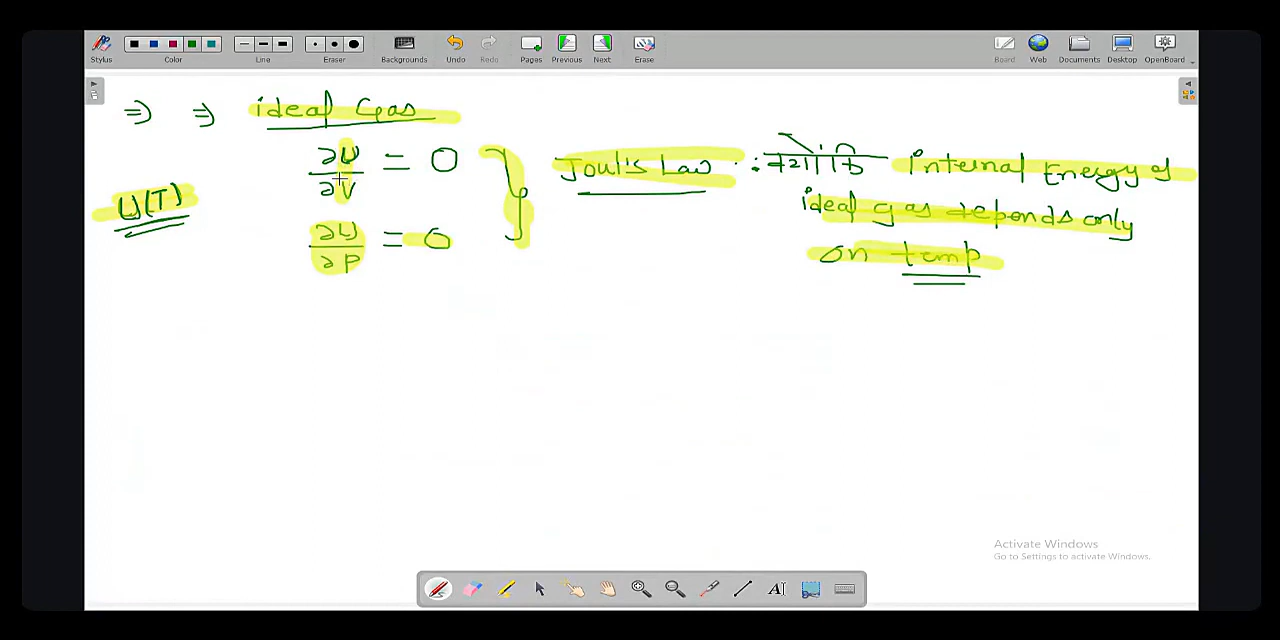 Stylus Color Line Eraser Backgrounds Undo Redo Pages Previous Next Erase Board Web Documents Desktop OpenBoard
⇒ ⇒ ideal Gas
∂U/∂V = 0
U(T)
∂U/∂P = 0
Joul's Law : Internal Energy of
ideal gas depends only
on temp
Activate Windows
Go to Settings to activate Windows.